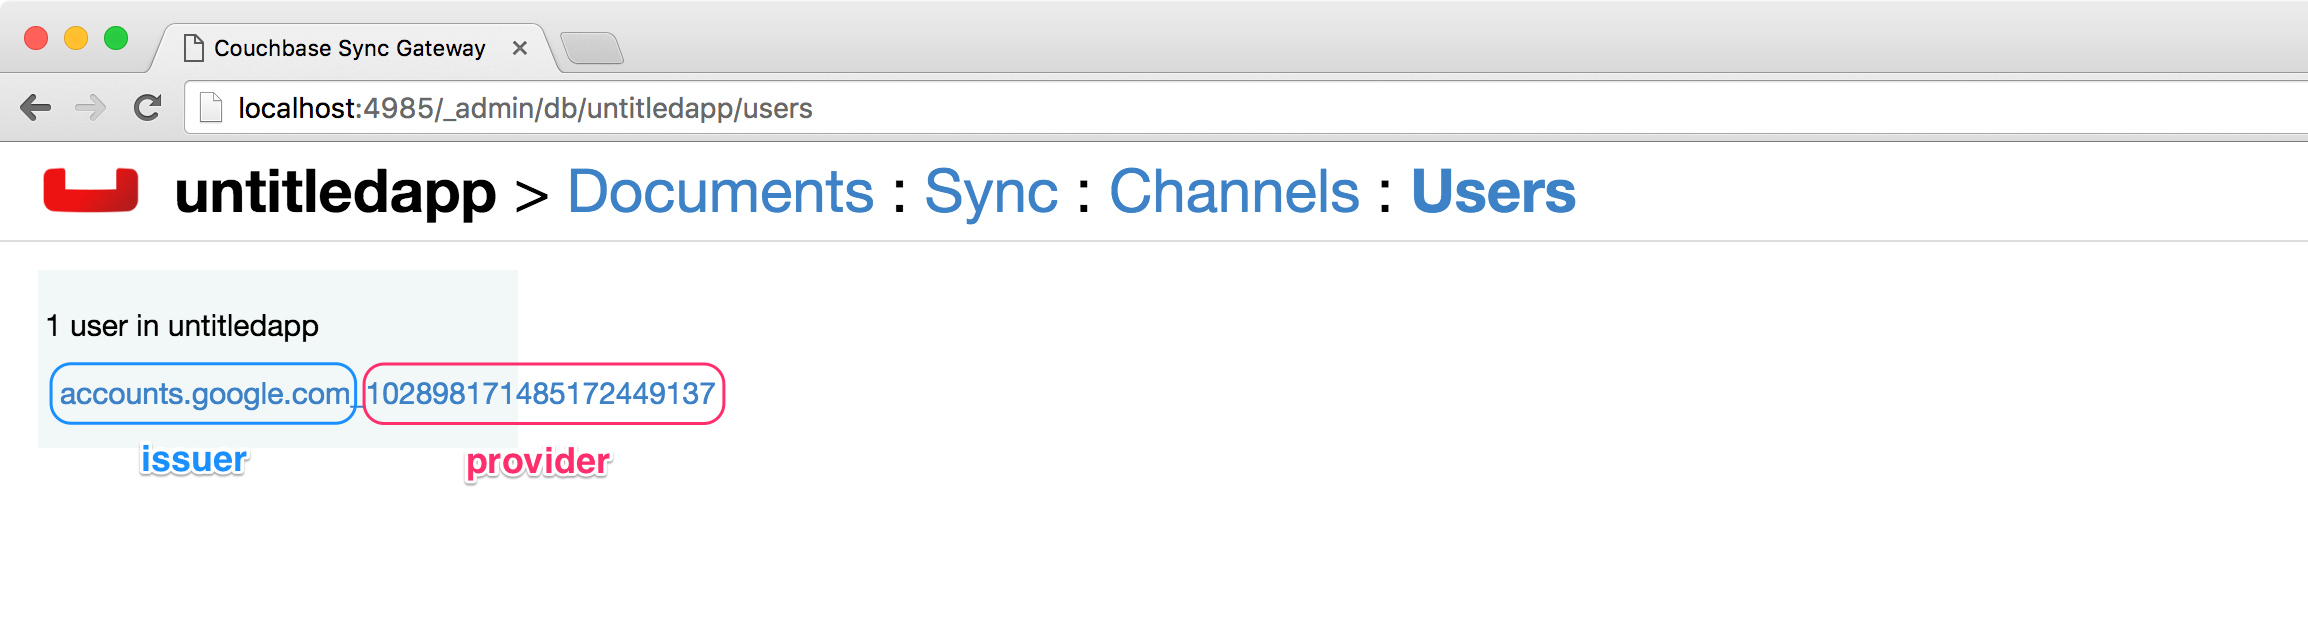 Couchbase Sync Gateway
localhost:4985/_admin/db/untitledapp/users
untitledapp > Documents : Sync : Channels : Users
1 user in untitledapp
accounts.google.com_102898171485172449137
issuer provider